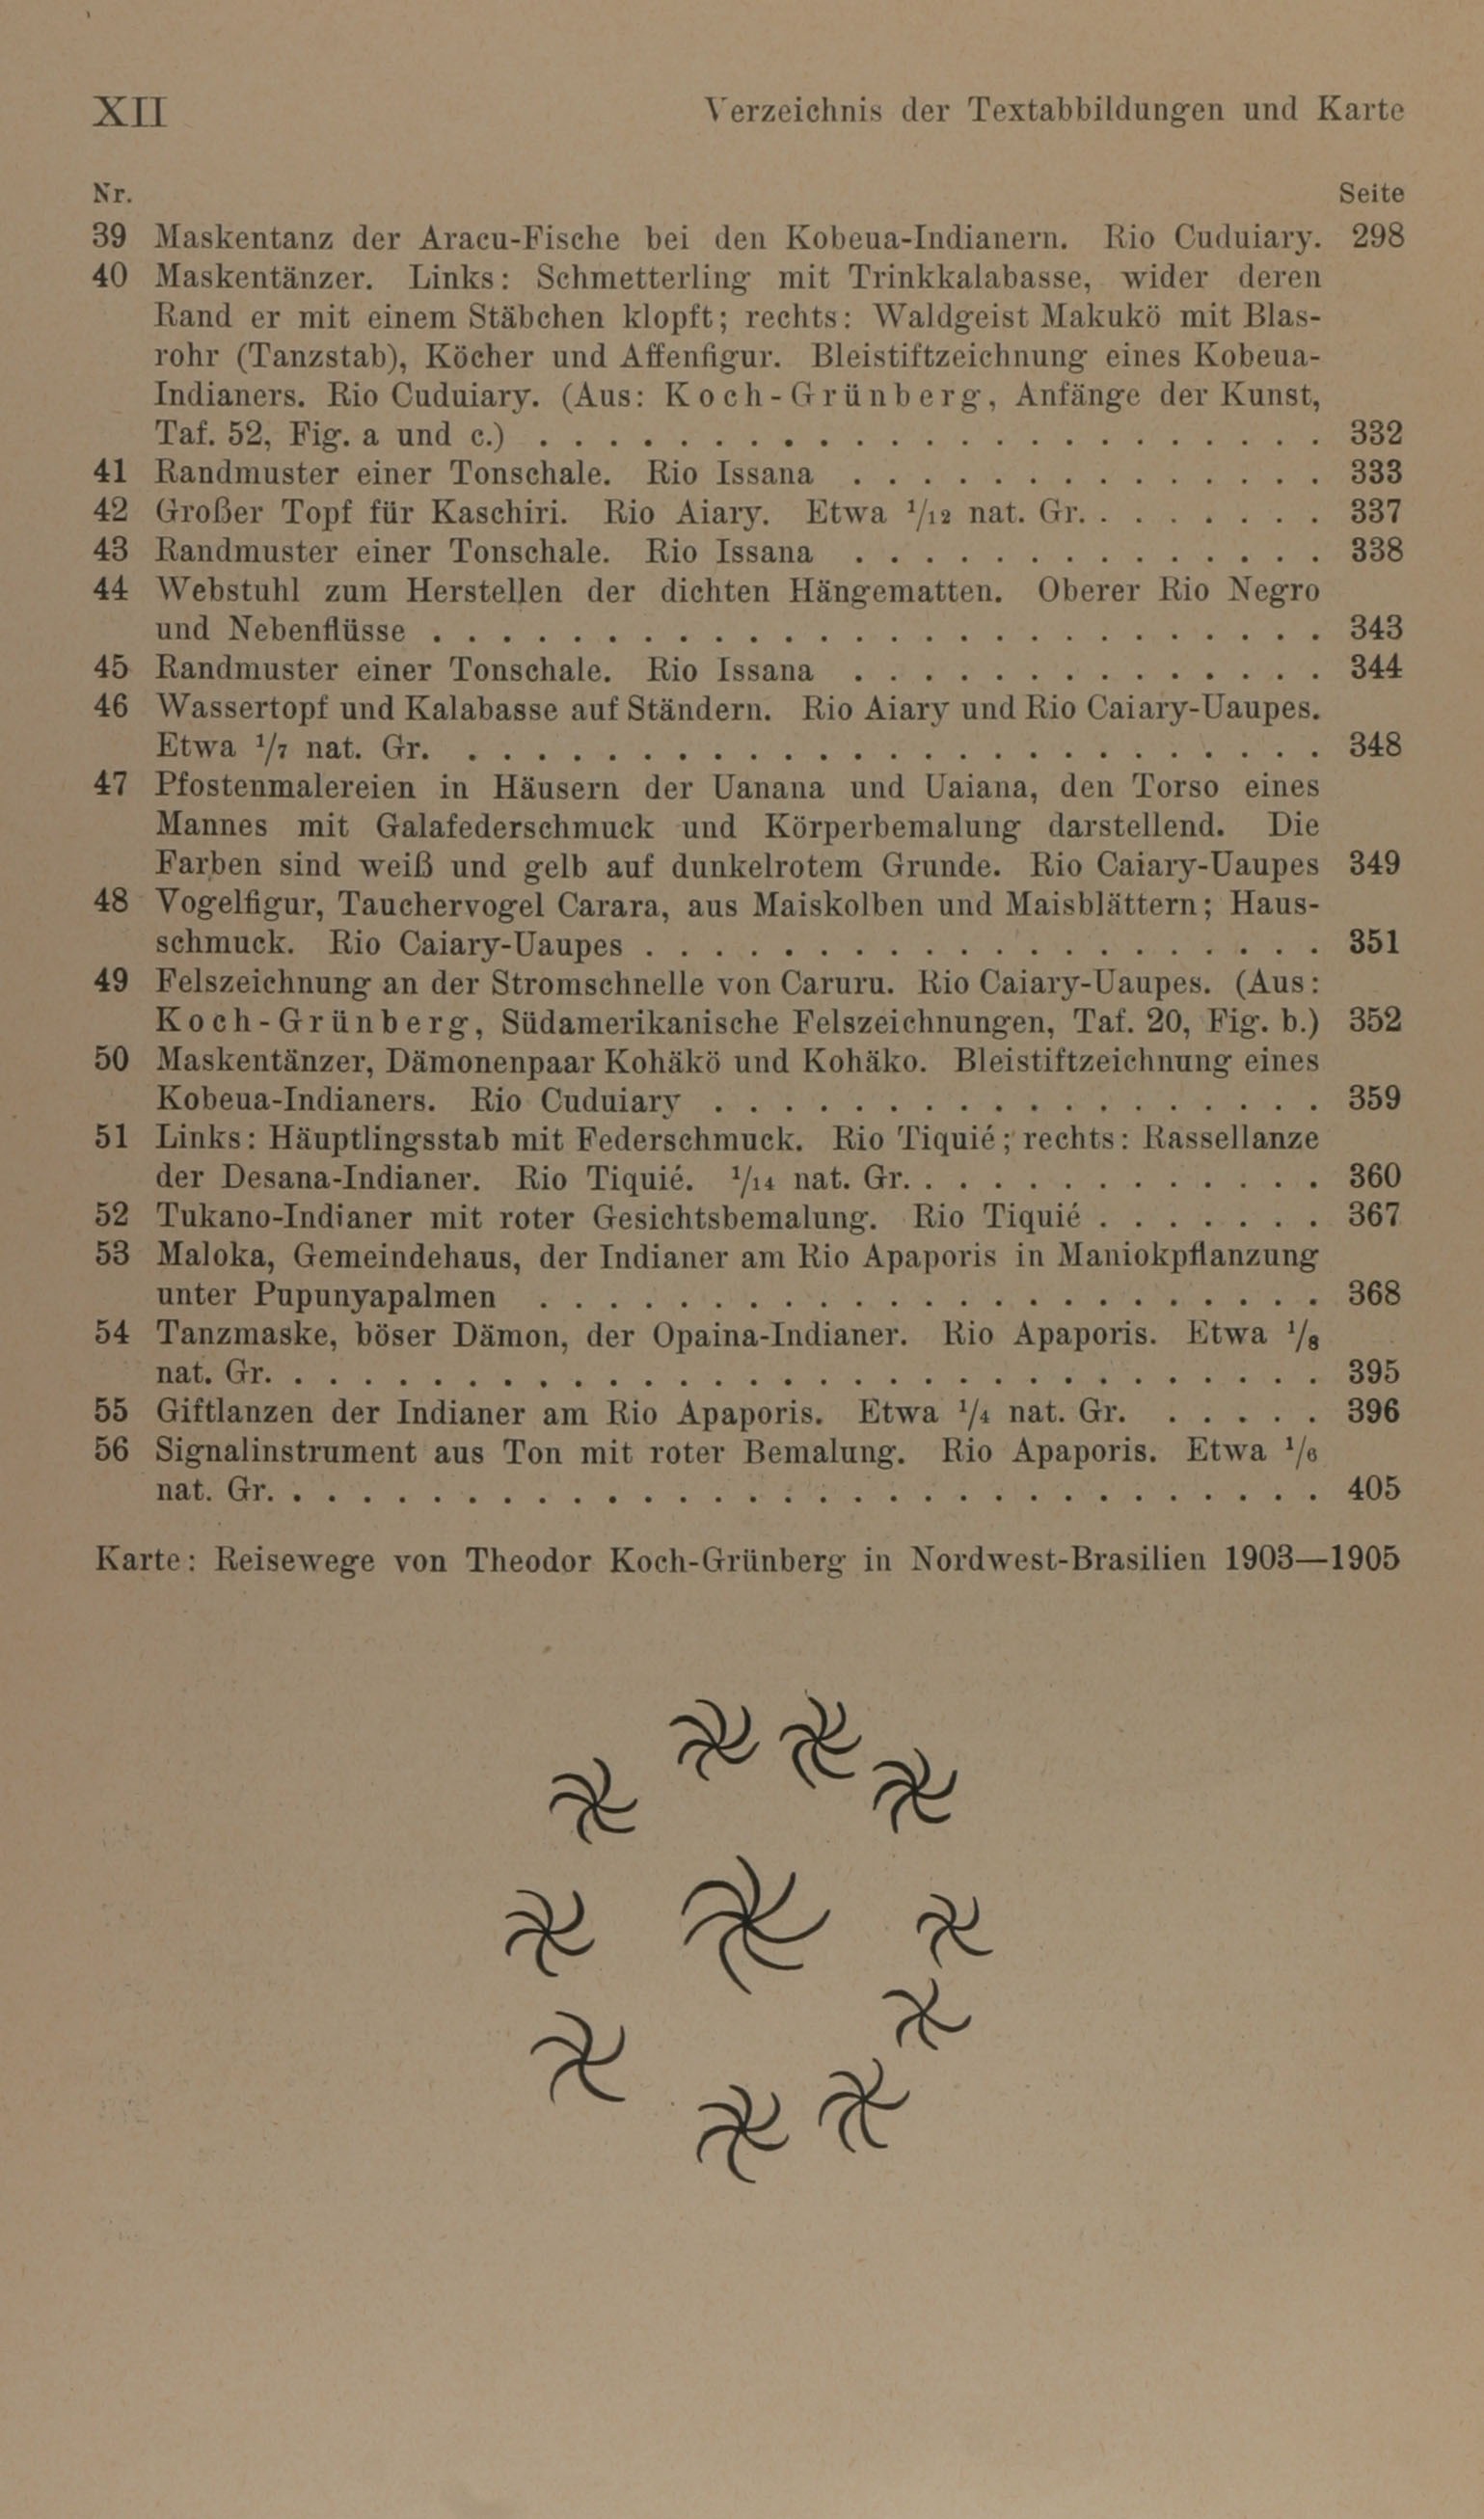 XII Verzeichnis der Textabbildungen und Karte
Nr. Seite
39 Maskentanz der Aracu-Fische bei den Kobeua-Indianern. Rio Cuduiary. 298
40 Maskentänzer. Links: Schmetterling mit Trinkkalabasse, wider deren
Rand er mit einem Stäbchen klopft; rechts: Waldgeist Makukö mit Blas-
rohr (Tanzstab), Köcher und Affenfigur. Bleistiftzeichnung eines Kobeua-
Indianers. Rio Cuduiary. (Aus: Koch-Grünberg, Anfänge der Kunst,
Taf. 52, Fig. a und c.) . . . . . . . . . . . . . . . . . . . . . . . 332
41 Randmuster einer Tonschale. Rio Issana . . . . . . . . . . . . . . 333
42 Großer Topf für Kaschiri. Rio Aiary. Etwa 1/12 nat. Gr. . . . . . . . 337
43 Randmuster einer Tonschale. Rio Issana . . . . . . . . . . . . . . 338
44 Webstuhl zum Herstellen der dichten Hängematten. Oberer Rio Negro
und Nebenflüsse . . . . . . . . . . . . . . . . . . . . . . . . . . 343
45 Randmuster einer Tonschale. Rio Issana . . . . . . . . . . . . . . 344
46 Wassertopf und Kalabasse auf Ständern. Rio Aiary und Rio Caiary-Uaupes.
Etwa 1/7 nat. Gr. . . . . . . . . . . . . . . . . . . . . . . . . . 348
47 Pfostenmalereien in Häusern der Uanana und Uaiana, den Torso eines
Mannes mit Galafederschmuck und Körperbemalung darstellend. Die
Farben sind weiß und gelb auf dunkelrotem Grunde. Rio Caiary-Uaupes 349
48 Vogelfigur, Tauchervogel Carara, aus Maiskolben und Maisblättern; Haus-
schmuck. Rio Caiary-Uaupes . . . . . . . . . . . . . . . . . . . . 351
49 Felszeichnung an der Stromschnelle von Caruru. Rio Caiary-Uaupes. (Aus:
Koch-Grünberg, Südamerikanische Felszeichnungen, Taf. 20, Fig. b.) 352
50 Maskentänzer, Dämonenpaar Kohäkö und Kohäko. Bleistiftzeichnung eines
Kobeua-Indianers. Rio Cuduiary . . . . . . . . . . . . . . . . . . 359
51 Links: Häuptlingsstab mit Federschmuck. Rio Tiquié; rechts: Rassellanze
der Desana-Indianer. Rio Tiquié. 1/14 nat. Gr. . . . . . . . . . . . . 360
52 Tukano-Indianer mit roter Gesichtsbemalung. Rio Tiquié . . . . . . . 367
53 Maloka, Gemeindehaus, der Indianer am Rio Apaporis in Maniokpflanzung
unter Pupunyapalmen . . . . . . . . . . . . . . . . . . . . . . . 368
54 Tanzmaske, böser Dämon, der Opaina-Indianer. Rio Apaporis. Etwa 1/8
nat. Gr. . . . . . . . . . . . . . . . . . . . . . . . . . . . . . . 395
55 Giftlanzen der Indianer am Rio Apaporis. Etwa 1/4 nat. Gr. . . . . . 396
56 Signalinstrument aus Ton mit roter Bemalung. Rio Apaporis. Etwa 1/6
nat. Gr. . . . . . . . . . . . . . . . . . . . . . . . . . . . . . . 405
Karte: Reisewege von Theodor Koch-Grünberg in Nordwest-Brasilien 1903—1905